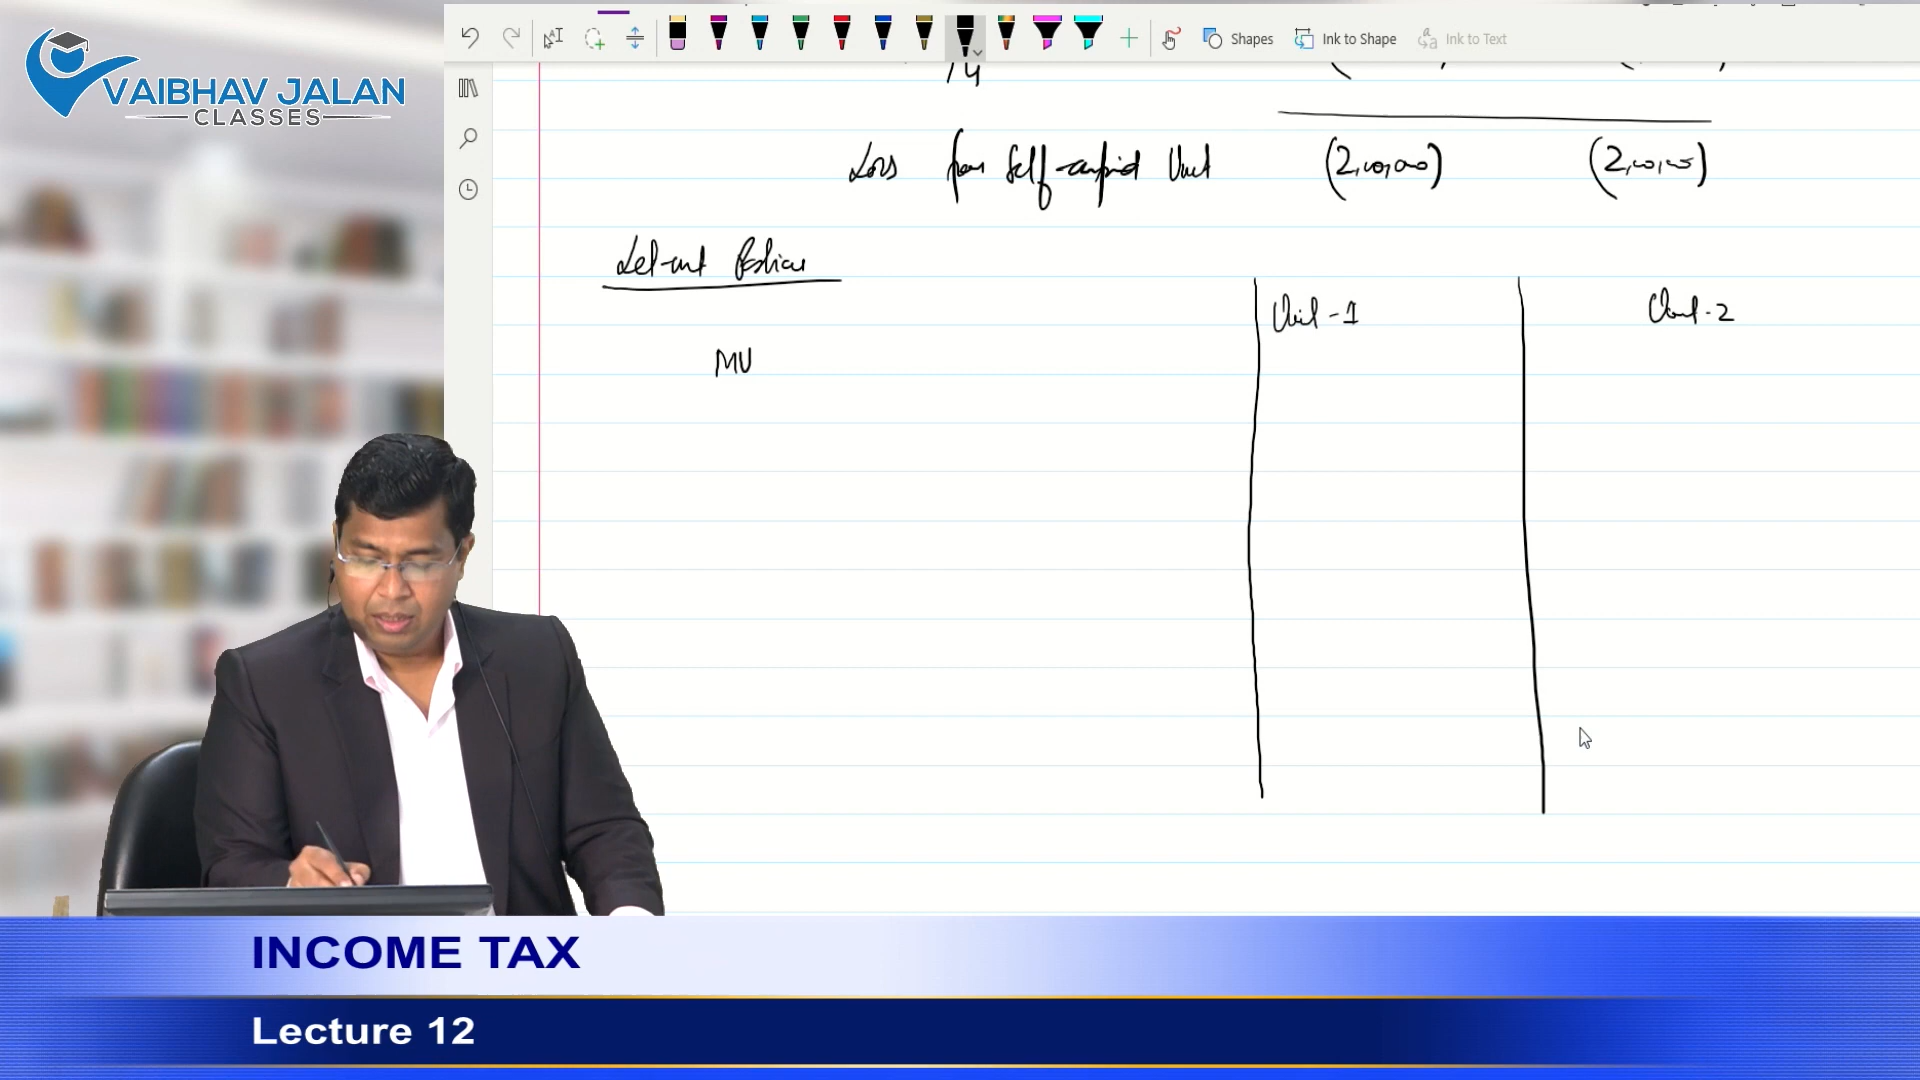 VAIBHAV JALAN
CLASSES
Shapes
Ink to Shape
Ink to Text
/4
Loss from Self-occupied Unit (2,00,000) (2,00,000)
Let-out Portion
Unit-1 Unit-2
MV
INCOME TAX
Lecture 12